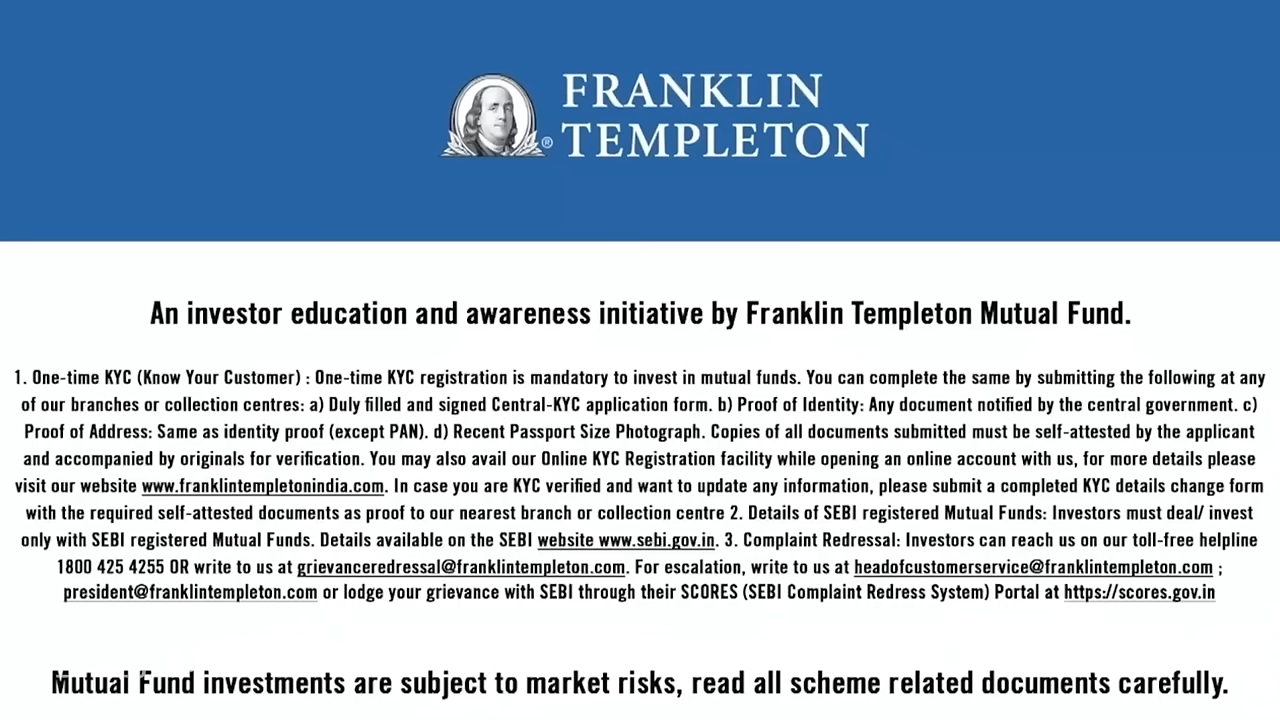 FRANKLIN
TEMPLETON
An investor education and awareness initiative by Franklin Templeton Mutual Fund.
1. One-time KYC (Know Your Customer) : One-time KYC registration is mandatory to invest in mutual funds. You can complete the same by submitting the following at any
of our branches or collection centres: a) Duly filled and signed Central-KYC application form. b) Proof of Identity: Any document notified by the central government. c)
Proof of Address: Same as identity proof (except PAN). d) Recent Passport Size Photograph. Copies of all documents submitted must be self-attested by the applicant
and accompanied by originals for verification. You may also avail our Online KYC Registration facility while opening an online account with us, for more details please
visit our website www.franklintempletonindia.com. In case you are KYC verified and want to update any information, please submit a completed KYC details change form
with the required self-attested documents as proof to our nearest branch or collection centre 2. Details of SEBI registered Mutual Funds: Investors must deal/ invest
only with SEBI registered Mutual Funds. Details available on the SEBI website www.sebi.gov.in. 3. Complaint Redressal: Investors can reach us on our toll-free helpline
1800 425 4255 OR write to us at grievanceredressal@franklintempleton.com. For escalation, write to us at headofcustomerservice@franklintempleton.com ;
president@franklintempleton.com or lodge your grievance with SEBI through their SCORES (SEBI Complaint Redress System) Portal at https://scores.gov.in
Mutual Fund investments are subject to market risks, read all scheme related documents carefully.